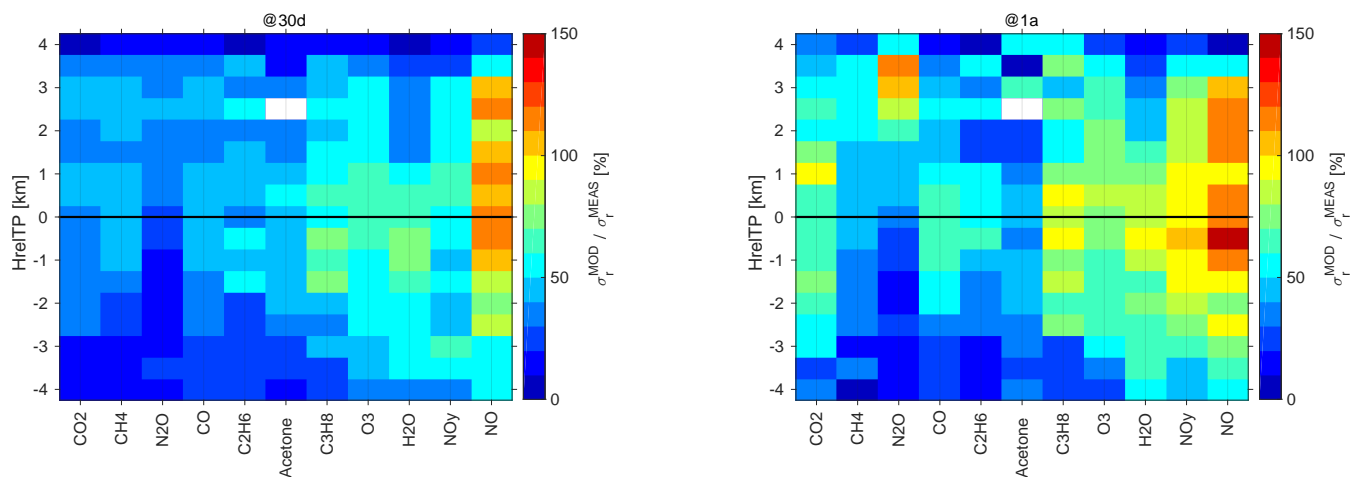 @30d
HrelTP [km]
4
3
2
1
0
-1
-2
-3
-4
CO2
CH4
N2O
CO
C2H6
Acetone
C3H8
O3
H2O
NOy
NO
150
100
50
0
σ_r^MOD / σ_r^MEAS [%]
@1a
HrelTP [km]
4
3
2
1
0
-1
-2
-3
-4
CO2
CH4
N2O
CO
C2H6
Acetone
C3H8
O3
H2O
NOy
NO
150
100
50
0
σ_r^MOD / σ_r^MEAS [%]